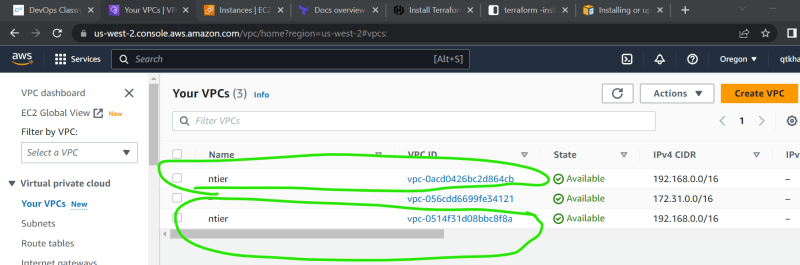 DevOps Classr
Your VPCs | VP
Instances | EC2
Docs overview
Install Terrafor
terraform -inst
Installing or up
us-west-2.console.aws.amazon.com/vpc/home?region=us-west-2#vpcs:
aws Services Search [Alt+S] Oregon qtkha
VPC dashboard
EC2 Global View New
Filter by VPC:
Select a VPC
Virtual private cloud
Your VPCs New
Subnets
Route tables
Internet gateways
Your VPCs (3) Info Actions Create VPC
Filter VPCs 1
Name VPC ID State IPv4 CIDR IPv
ntier vpc-0acd0426bc2d864cb Available 192.168.0.0/16 –
– vpc-056cdd6699fe34121 Available 172.31.0.0/16 –
ntier vpc-0514f31d08bbc8f8a Available 192.168.0.0/16 –